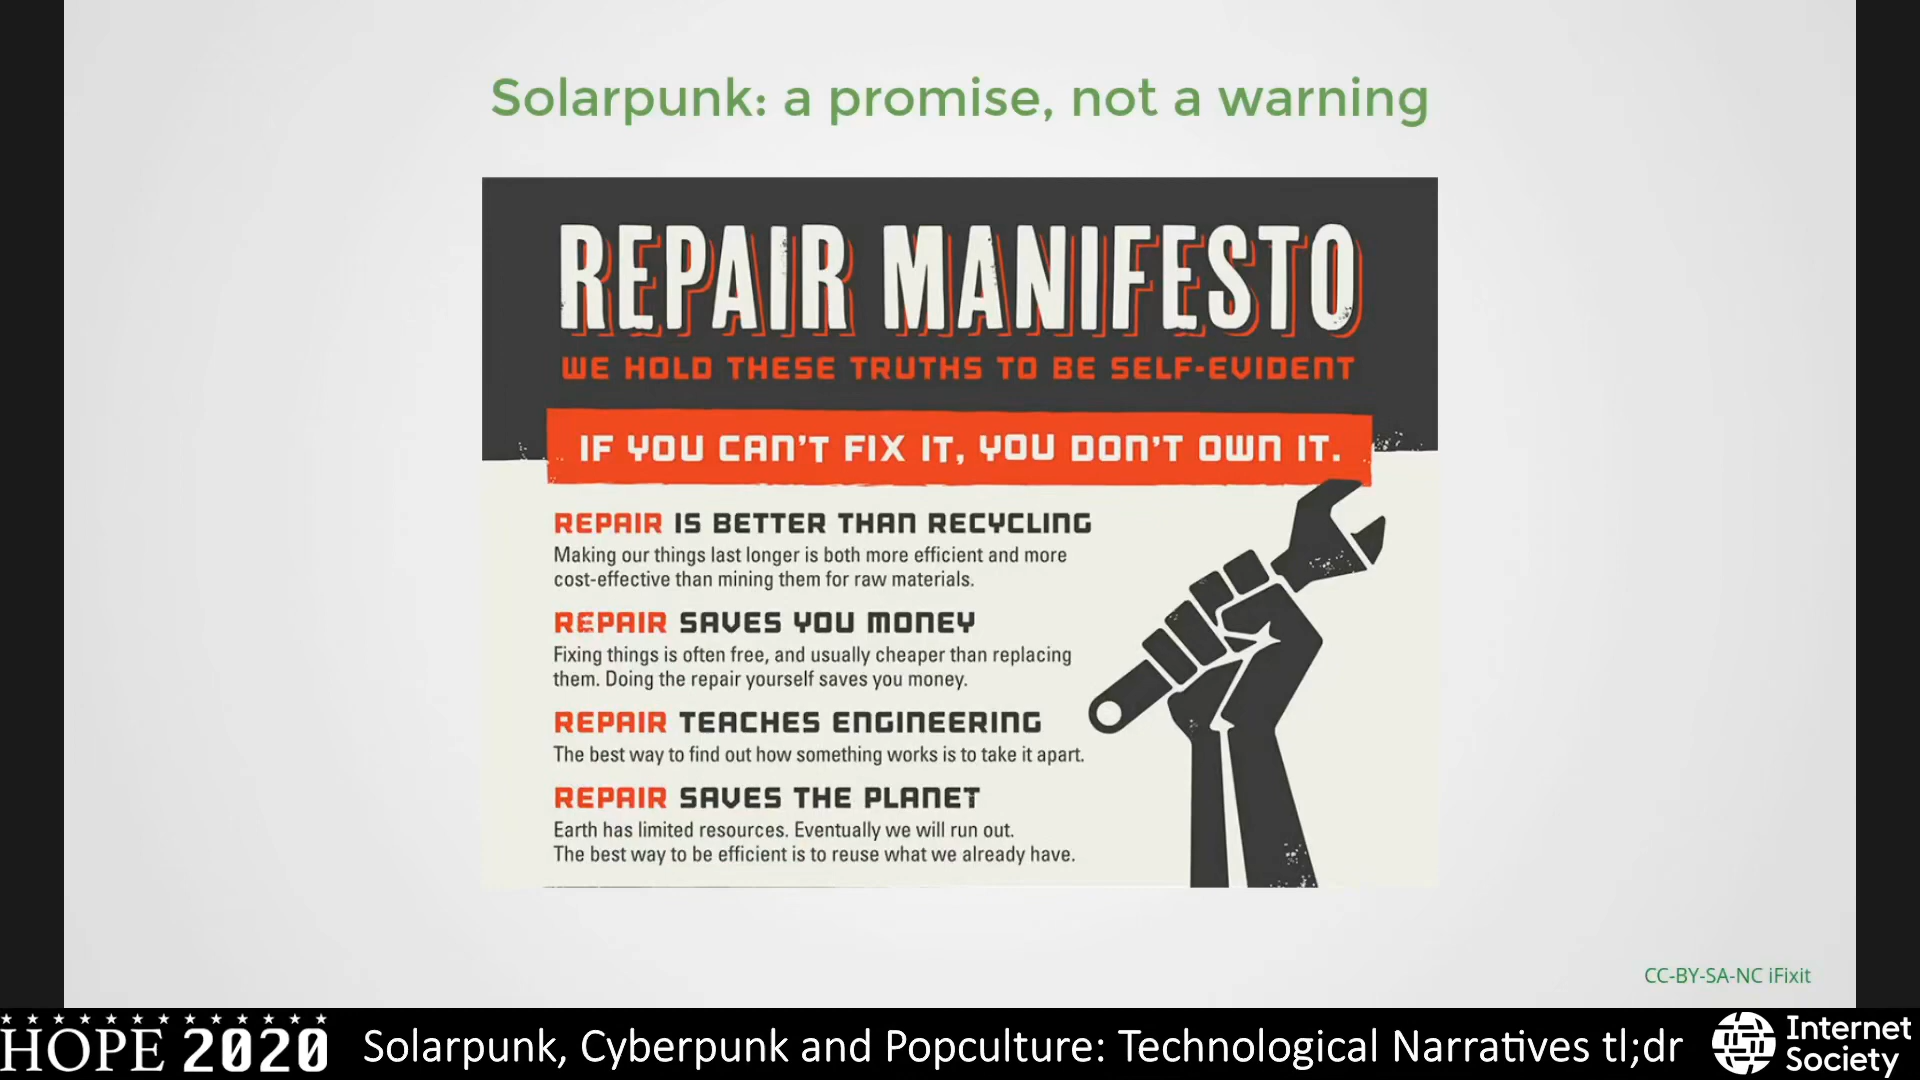 Solarpunk: a promise, not a warning
REPAIR MANIFESTO
WE HOLD THESE TRUTHS TO BE SELF-EVIDENT
IF YOU CAN'T FIX IT, YOU DON'T OWN IT.
REPAIR IS BETTER THAN RECYCLING
Making our things last longer is both more efficient and more
cost-effective than mining them for raw materials.
REPAIR SAVES YOU MONEY
Fixing things is often free, and usually cheaper than replacing
them. Doing the repair yourself saves you money.
REPAIR TEACHES ENGINEERING
The best way to find out how something works is to take it apart.
REPAIR SAVES THE PLANET
Earth has limited resources. Eventually we will run out.
The best way to be efficient is to reuse what we already have.
CC-BY-SA-NC iFixit
HOPE 2020
Solarpunk, Cyberpunk and Popculture: Technological Narratives tl;dr
Internet
Society